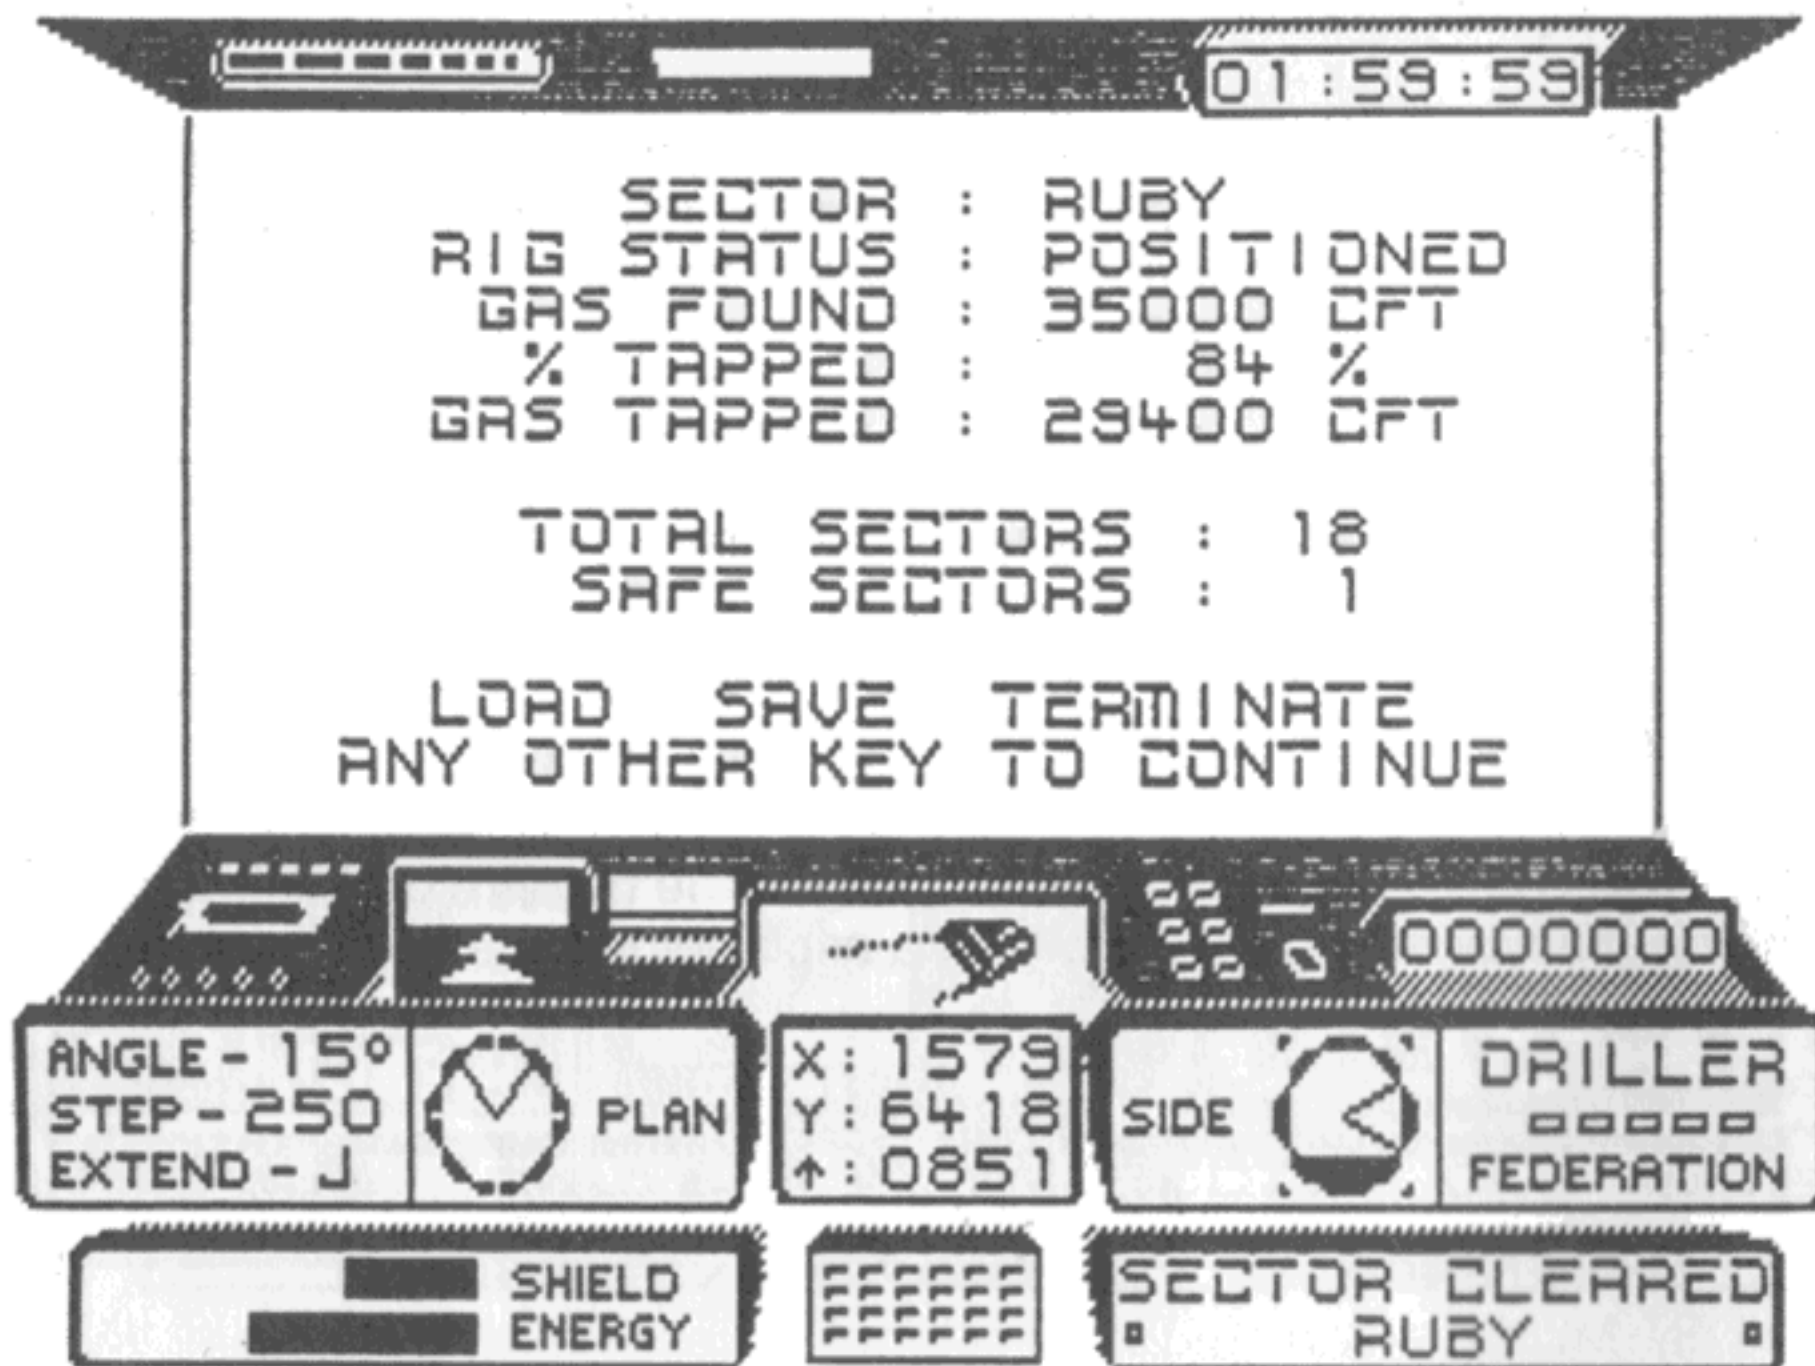 01:59:59
SECTOR : RUBY
RIG STATUS : POSITIONED
GAS FOUND : 35000 CFT
% TAPPED : 84 %
GAS TAPPED : 29400 CFT
TOTAL SECTORS : 18
SAFE SECTORS : 1
LOAD SAVE TERMINATE
ANY OTHER KEY TO CONTINUE
0000000
ANGLE - 15°
STEP - 250
EXTEND - J
PLAN
X: 1579
Y: 6418
↑: 0851
SIDE
DRILLER
FEDERATION
SHIELD
ENERGY
SECTOR CLEARED
RUBY